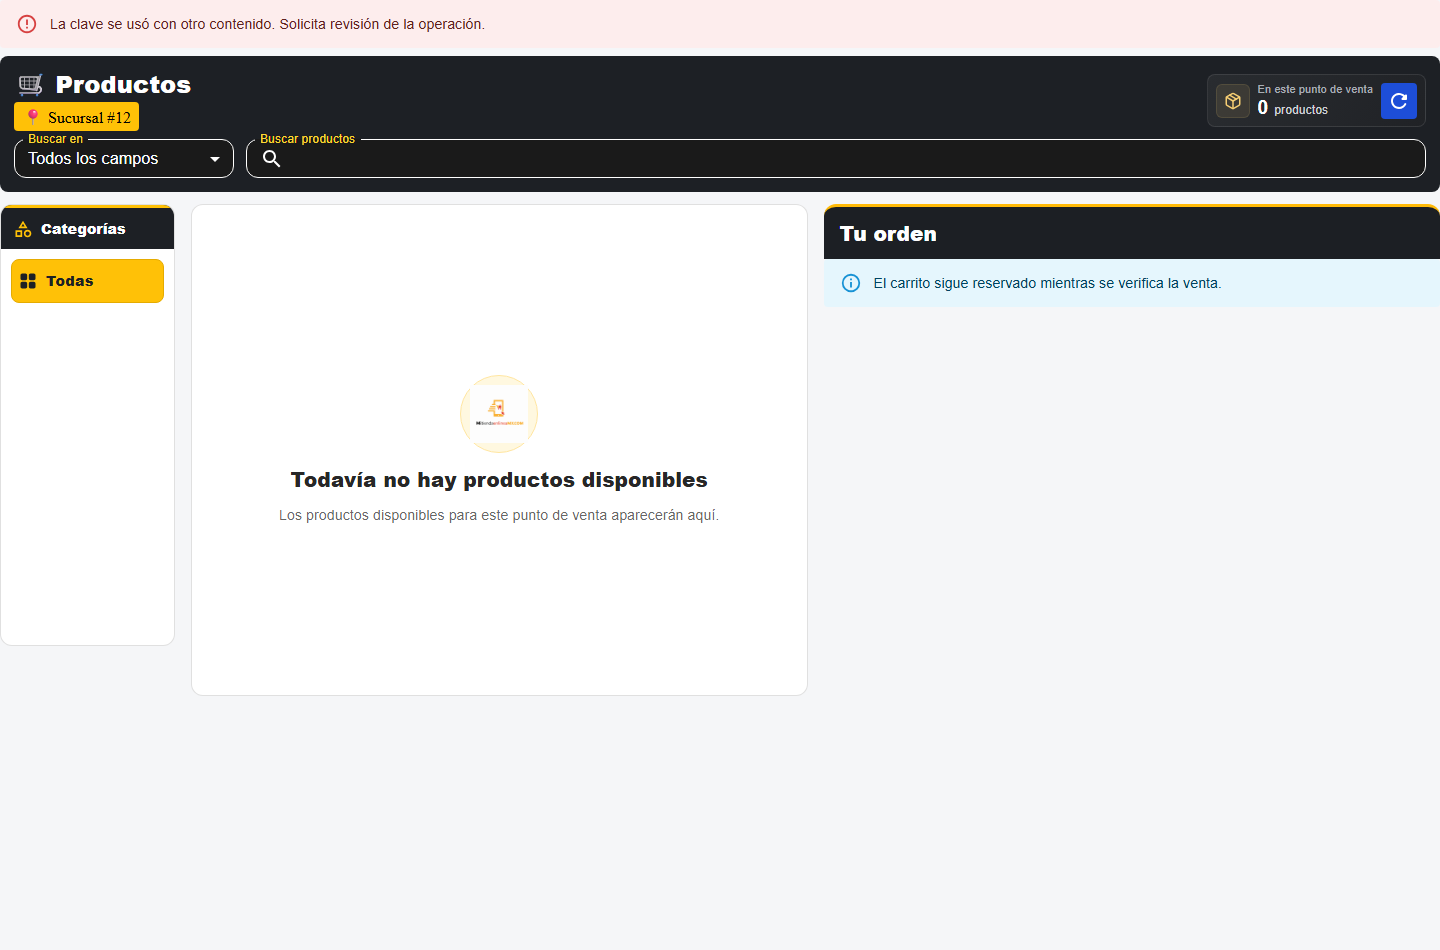 La clave se usó con otro contenido. Solicita revisión de la operación.
Productos
Sucursal #12
En este punto de venta
0 productos
Buscar en
Todos los campos
Buscar productos
Categorías
Todas
Todavía no hay productos disponibles
Los productos disponibles para este punto de venta aparecerán aquí.
Tu orden
El carrito sigue reservado mientras se verifica la venta.